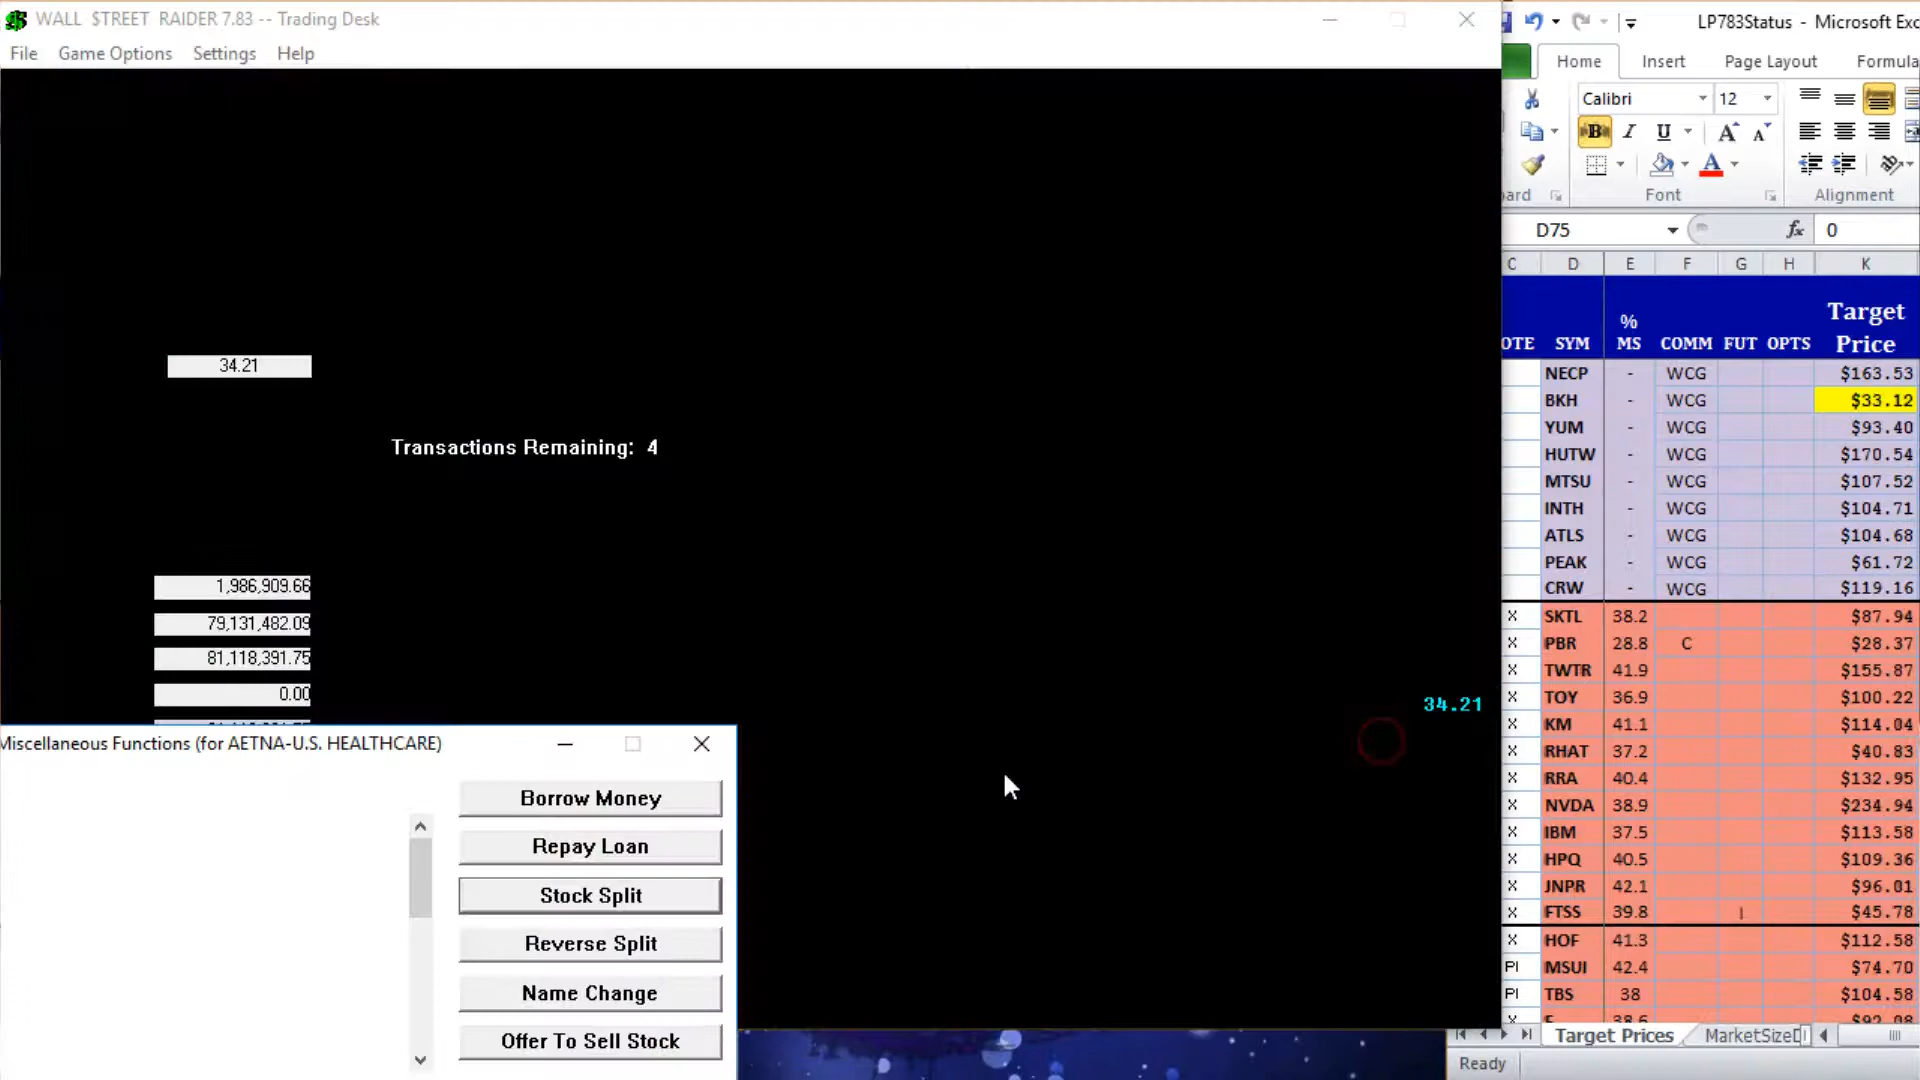 WALL $TREET RAIDER 7.83 -- Trading Desk
File Game Options Settings Help
34.21
Transactions Remaining: 4
1,986,909.66
79,131,482.09
81,118,391.75
0.00
34.21
Miscellaneous Functions (for AETNA-U.S. HEALTHCARE)
Borrow Money
Repay Loan
Stock Split
Reverse Split
Name Change
Offer To Sell Stock
LP783Status - Microsoft Exc
Home Insert Page Layout Formula
Calibri 12
B I U A A
A
ard Font Alignment
D75 fx 0
C D E F G H K
OTE SYM % MS COMM FUT OPTS Target Price
NECP - WCG $163.53
BKH - WCG $33.12
YUM - WCG $93.40
HUTW - WCG $170.54
MTSU - WCG $107.52
INTH - WCG $104.71
ATLS - WCG $104.68
PEAK - WCG $61.72
CRW - WCG $119.16
X SKTL 38.2 $87.94
X PBR 28.8 C $28.37
X TWTR 41.9 $155.87
X TOY 36.9 $100.22
X KM 41.1 $114.04
X RHAT 37.2 $40.83
X RRA 40.4 $132.95
X NVDA 38.9 $234.94
X IBM 37.5 $113.58
X HPQ 40.5 $109.36
X JNPR 42.1 $96.01
X FTSS 39.8 I $45.78
X HOF 41.3 $112.58
PI MSUI 42.4 $74.70
PI TBS 38 $104.58
X F 38.6 $92.08
Target Prices MarketSizeD
Ready